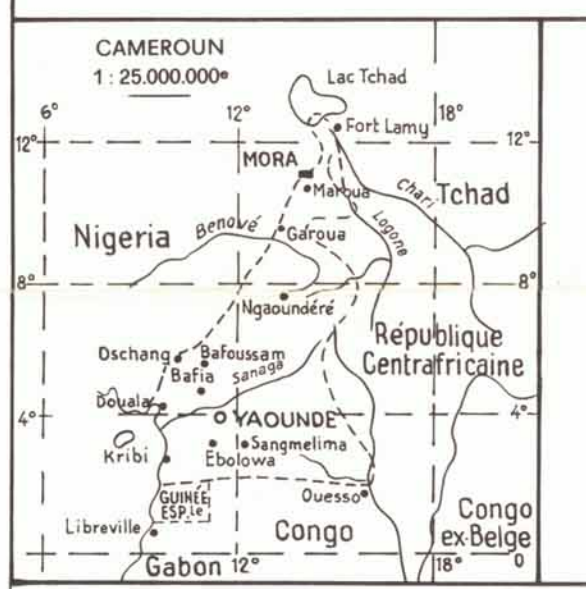 CAMEROUN
1 : 25.000.000e
6°
12°
18°
Lac Tchad
Fort Lamy
12°
12°
MORA
Maroua
Chari
Tchad
Nigeria
Benoué
Garoua
Logone
8°
8°
Ngaoundéré
République
Centrafricaine
Dschang
Bafoussam
Bafia
Sanaga
Douala
4°
YAOUNDE
4°
Kribi
Ebolowa
Sangmelima
GUINÉE
ESP.le
Ouesso
Congo
ex-Belge
Libreville
Congo
Gabon
12°
18°
0